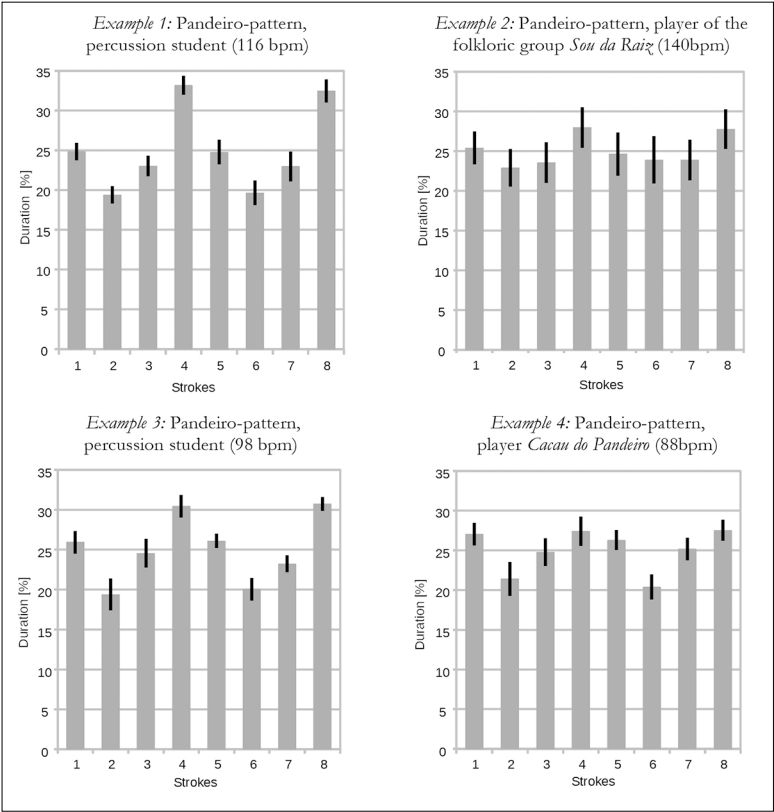 Example 1: Pandeiro-pattern,
percussion student (116 bpm)
35
30
25
20
15
10
5
0
Duration [%]
1 2 3 4 5 6 7 8
Strokes
Example 2: Pandeiro-pattern, player of the
folkloric group Sou da Raiz (140bpm)
35
30
25
20
15
10
5
0
Duration [%]
1 2 3 4 5 6 7 8
Strokes
Example 3: Pandeiro-pattern,
percussion student (98 bpm)
35
30
25
20
15
10
5
0
Duration [%]
1 2 3 4 5 6 7 8
Strokes
Example 4: Pandeiro-pattern,
player Cacau do Pandeiro (88bpm)
35
30
25
20
15
10
5
0
Duration [%]
1 2 3 4 5 6 7 8
Strokes